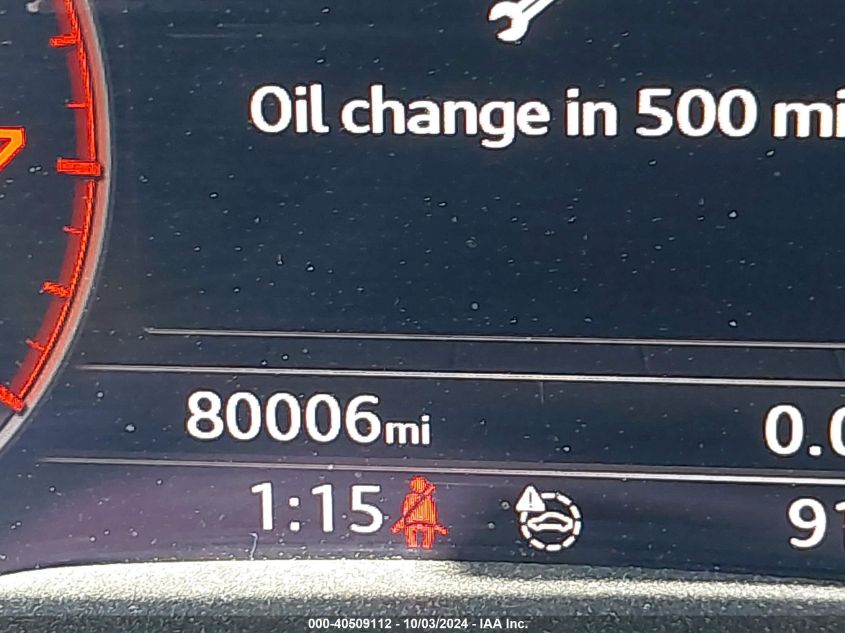 Oil change in 500 mi
80006mi
0.0
1:15
91
000-40509112 - 10/03/2024 - IAA Inc.